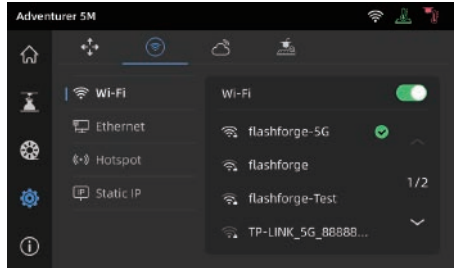 Adventurer 5M
Wi-Fi
Ethernet
Hotspot
IP Static IP
Wi-Fi
flashforge-5G
flashforge
flashforge-Test
TP-LINK_5G_88888...
1/2